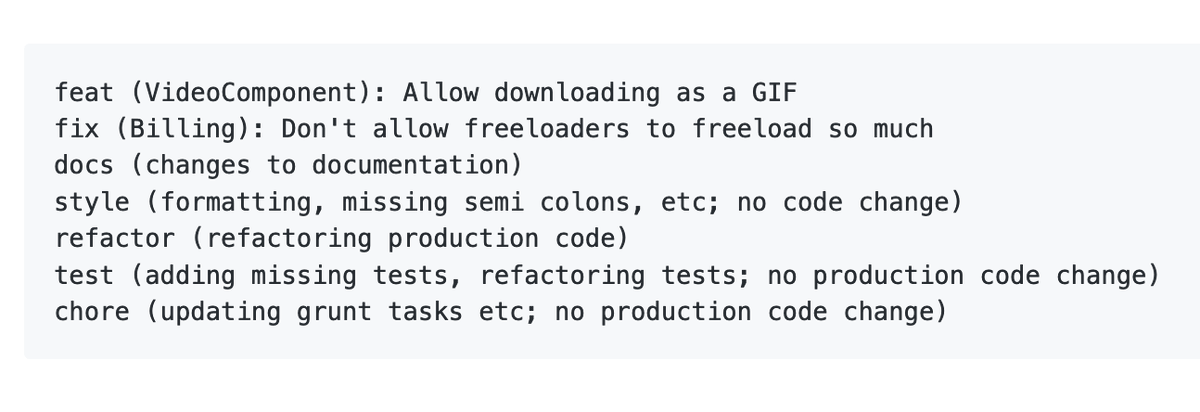 feat (VideoComponent): Allow downloading as a GIF
fix (Billing): Don't allow freeloaders to freeload so much
docs (changes to documentation)
style (formatting, missing semi colons, etc; no code change)
refactor (refactoring production code)
test (adding missing tests, refactoring tests; no production code change)
chore (updating grunt tasks etc; no production code change)